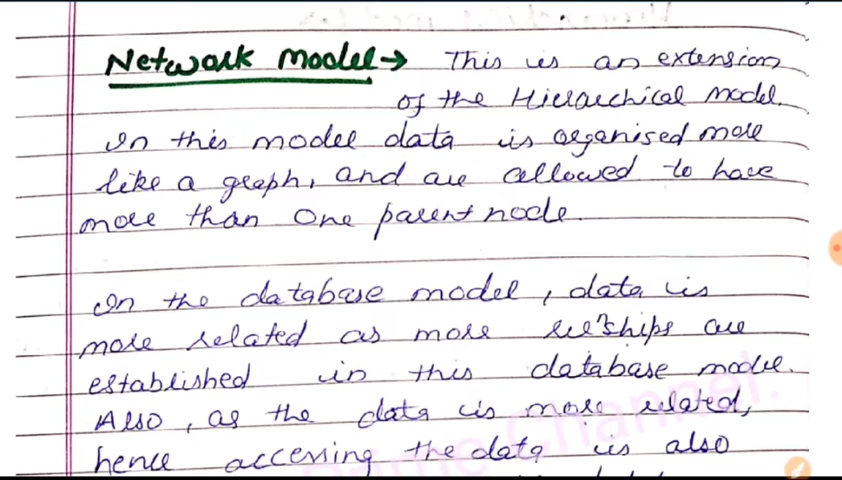 Network Model → This is an extension
of the Hierarchical Model.
In this model data is organised more
like a graph, and are allowed to have
more than one parent node.
In the database model, data is
more related as more rel^nships are
established in this database model.
Also, as the data is more related,
hence accessing the data is also